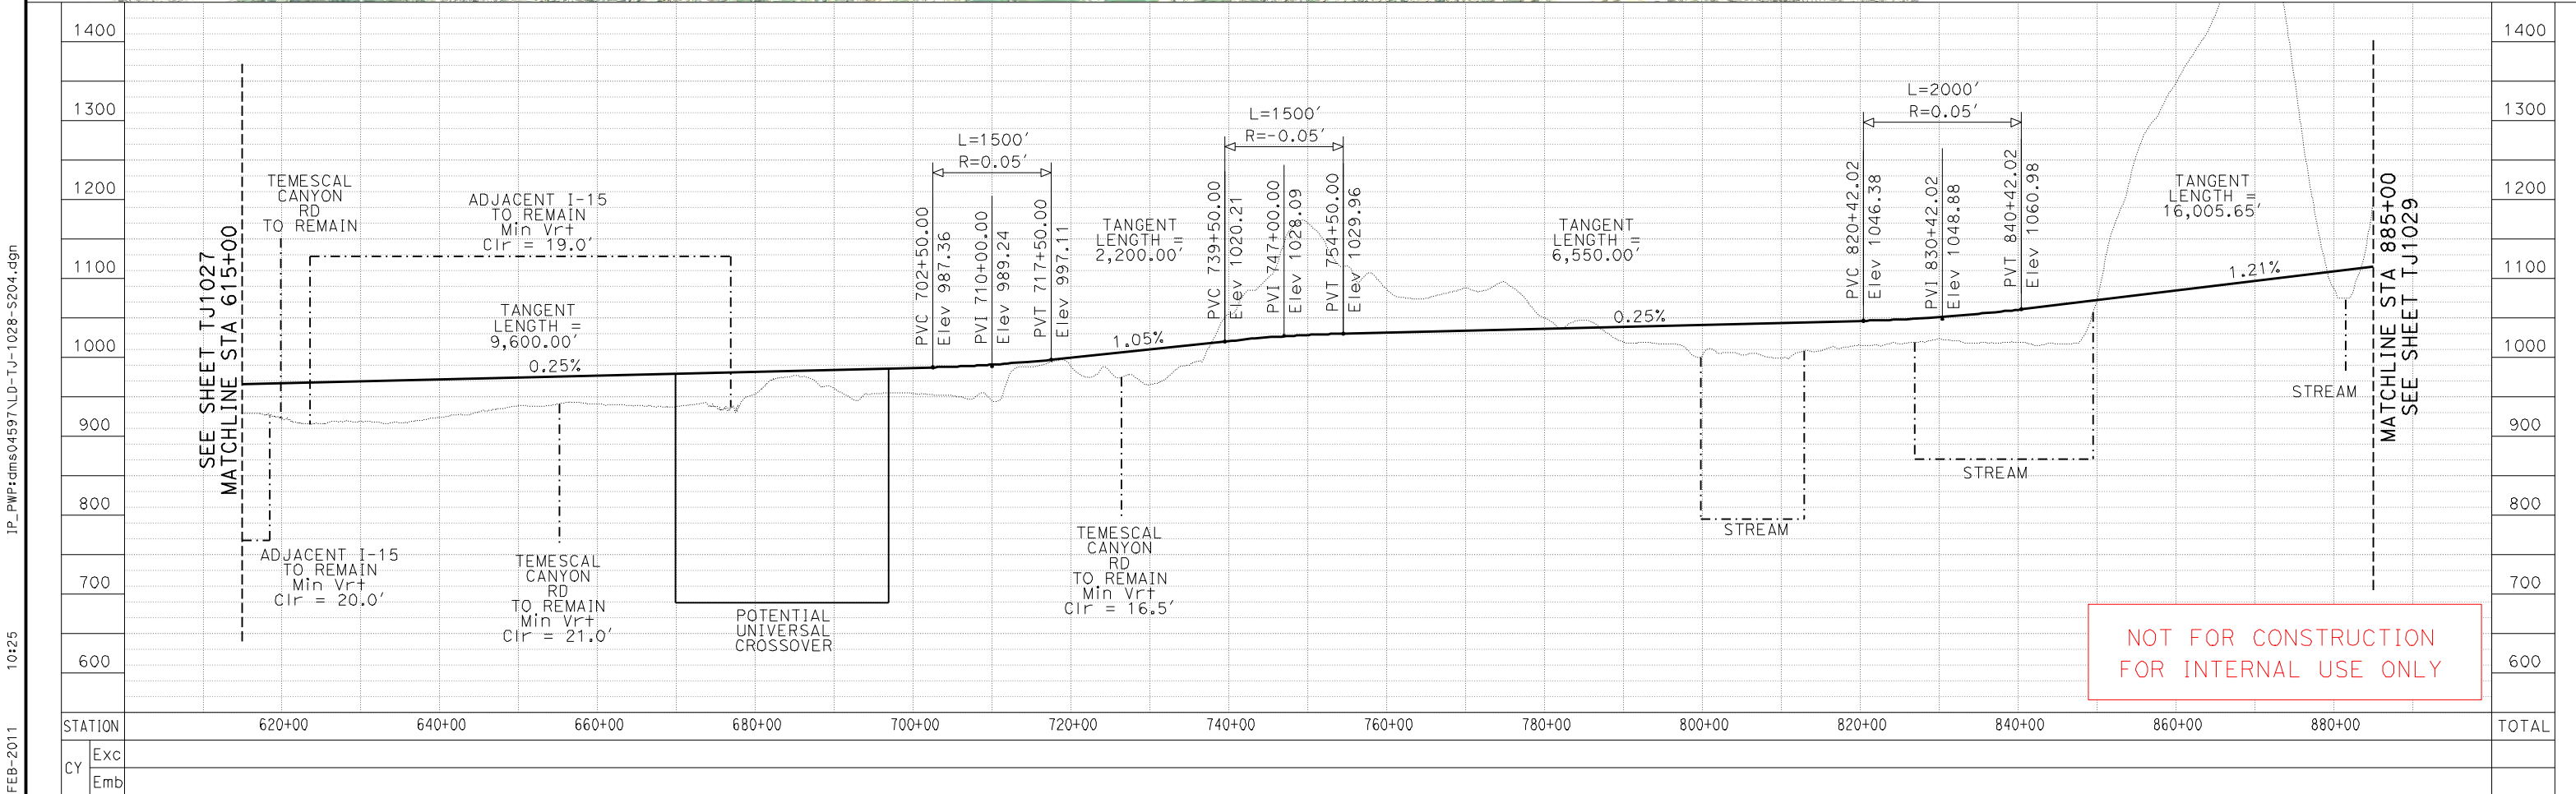 1400
1300
1200
1100
1000
900
800
700
600
SEE SHEET TJ1027
MATCHLINE STA 615+00
TEMESCAL
CANYON
RD
TO REMAIN
ADJACENT I-15
TO REMAIN
Min Vrt
Clr = 19.0'
TANGENT
LENGTH =
9,600.00'
0.25%
ADJACENT I-15
TO REMAIN
Min Vrt
Clr = 20.0'
TEMESCAL
CANYON
RD
TO REMAIN
Min Vrt
Clr = 21.0'
POTENTIAL
UNIVERSAL
CROSSOVER
L=1500'
R=0.05'
PVC 702+50.00
Elev 987.36
PVI 710+00.00
Elev 989.24
PVT 717+50.00
Elev 997.11
TANGENT
LENGTH =
2,200.00'
1.05%
TEMESCAL
CANYON
RD
TO REMAIN
Min Vrt
Clr = 16.5'
L=1500'
R=-0.05'
PVC 739+50.00
Elev 1020.21
PVI 747+00.00
Elev 1028.09
PVT 754+50.00
Elev 1029.96
TANGENT
LENGTH =
6,550.00'
0.25%
STREAM
L=2000'
R=0.05'
PVC 820+42.02
Elev 1046.38
PVI 830+42.02
Elev 1048.88
PVT 840+42.02
Elev 1060.98
STREAM
TANGENT
LENGTH =
16,005.65'
1.21%
STREAM
MATCHLINE STA 885+00
SEE SHEET TJ1029
1400
1300
1200
1100
1000
900
800
700
600
NOT FOR CONSTRUCTION
FOR INTERNAL USE ONLY
STATION 620+00 640+00 660+00 680+00 700+00 720+00 740+00 760+00 780+00 800+00 820+00 840+00 860+00 880+00 TOTAL
CY
Exc
Emb
FEB-2011 10:25 IP_PWP:dms04597\LD-TJ-1028-S204.dgn